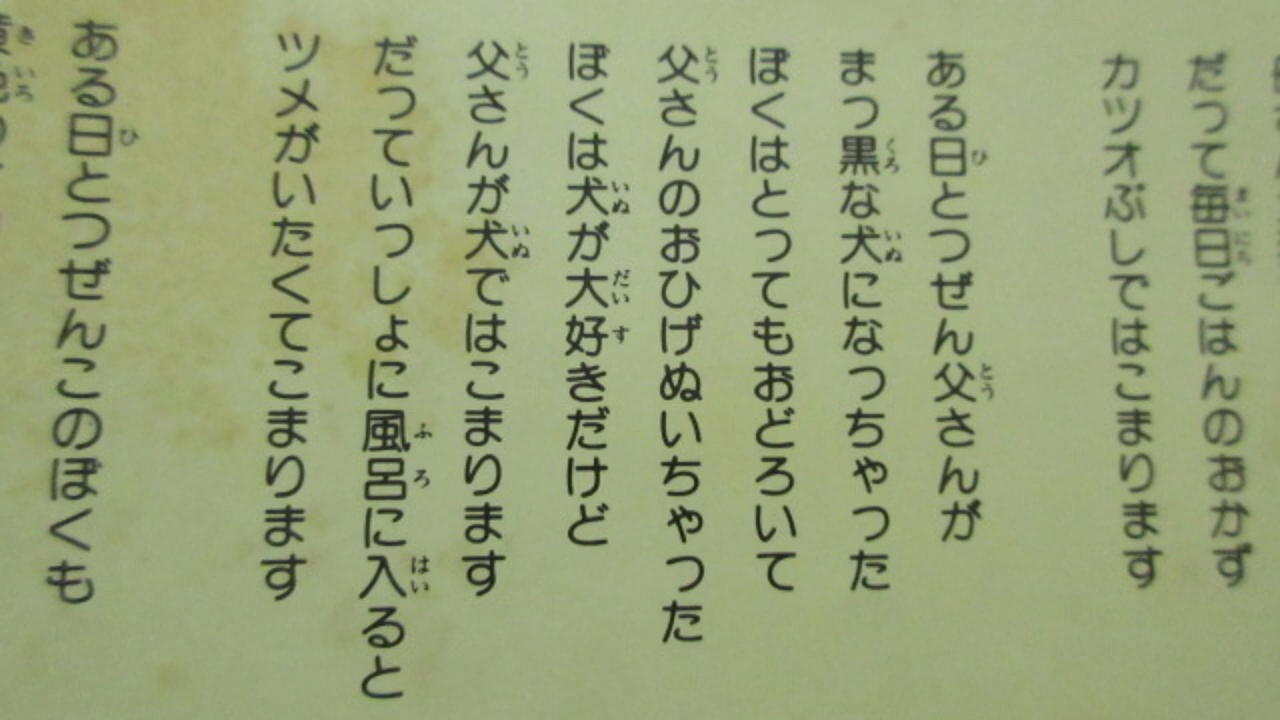 だって毎日ごはんのおかず
カツオぶしではこまります
ある日とつぜん父さんが
まっ黒な犬になっちゃった
ぼくはとってもおどろいて
父さんのおひげぬいちゃった
ぼくは犬が大好きだけど
父さんが犬ではこまります
だっていっしょに風呂に入ると
ツメがいたくてこまります
ある日とつぜんこのぼくも